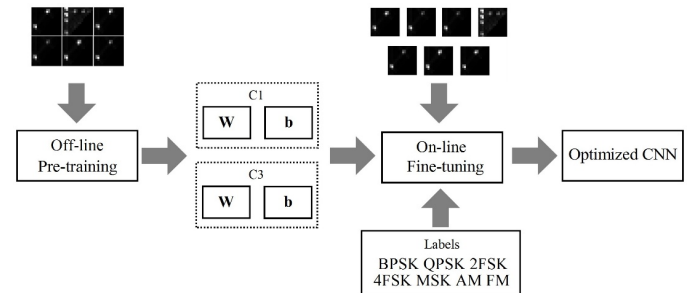 Off-line
Pre-training
C1
W b
C3
W b
On-line
Fine-tuning
Optimized CNN
Labels
BPSK QPSK 2FSK
4FSK MSK AM FM